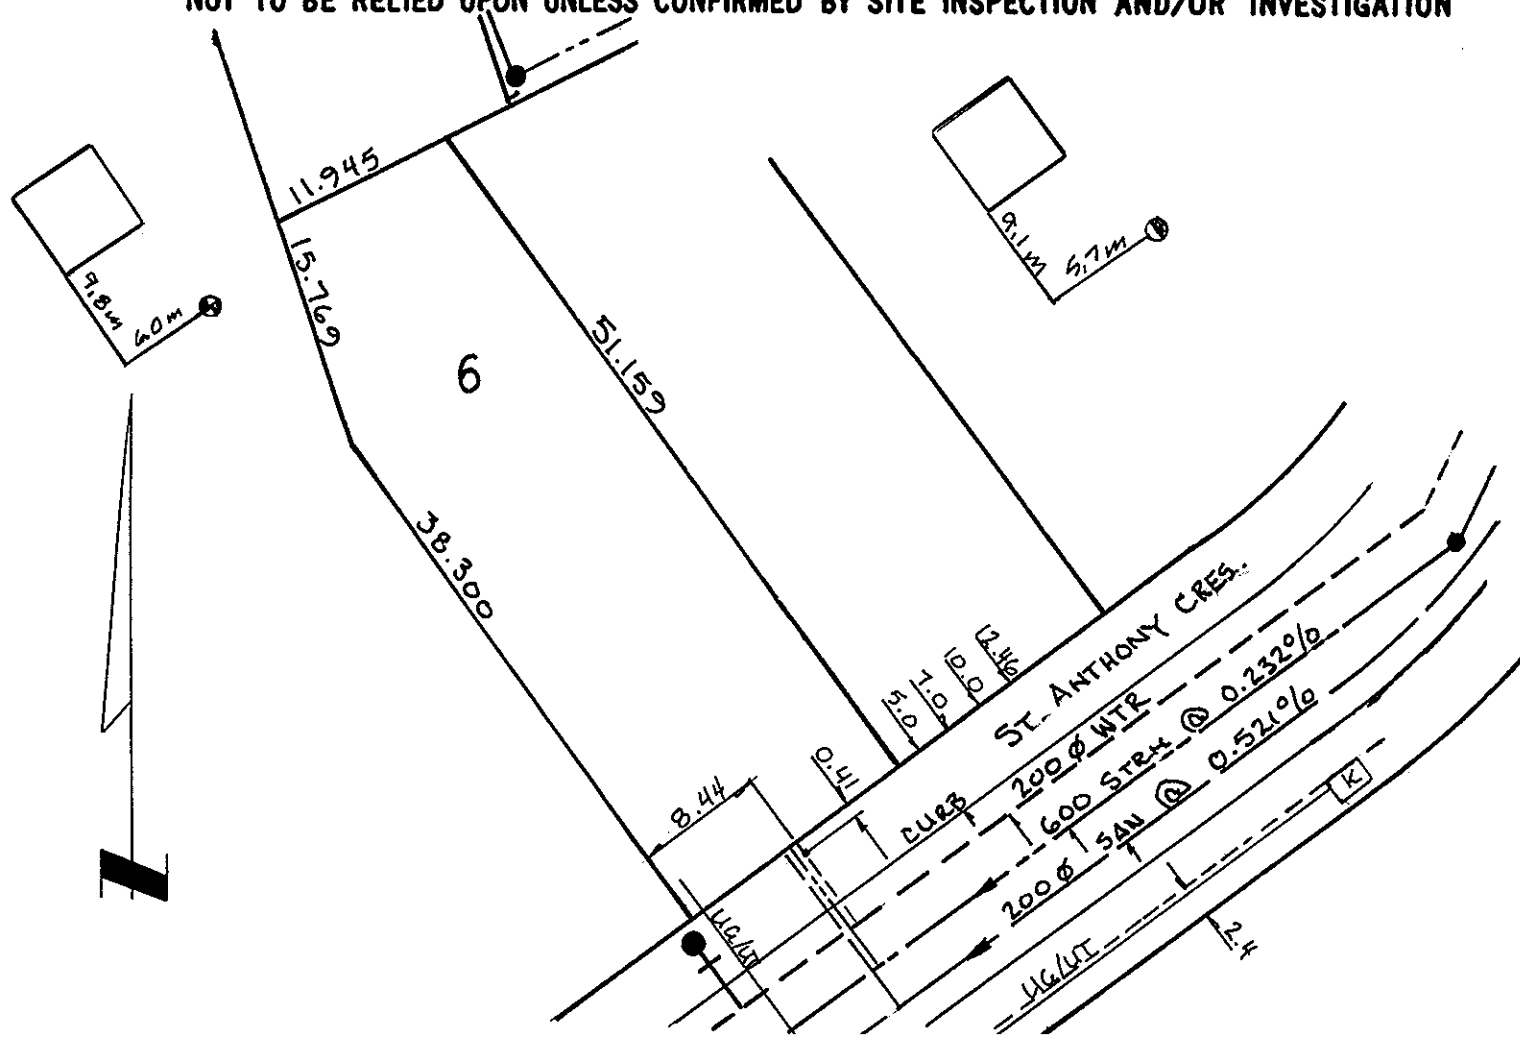 NOT TO BE RELIED UPON UNLESS CONFIRMED BY SITE INSPECTION AND/OR INVESTIGATION
11.945
15.769
9.8m
6.0m
9.1m
5.7m
6
51.159
38.300
5.0
7.0
10.0
12.46
ST. ANTHONY CRES.
0.41
8.44
CURB
200 Ø WTR
600 STRM @ 0.232%
200 Ø SAN @ 0.521%
K
UG/UT
UG/UT
2.4